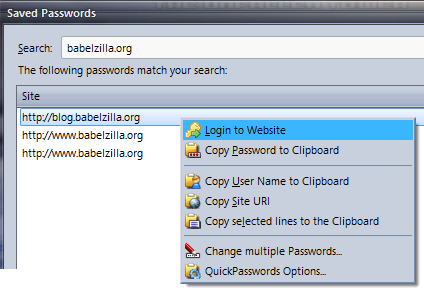 Saved Passwords
Search: babelzilla.org
The following passwords match your search:
Site
http://blog.babelzilla.org
http://www.babelzilla.org
http://www.babelzilla.org
Login to Website
Copy Password to Clipboard
Copy User Name to Clipboard
Copy Site URI
Copy selected lines to the Clipboard
Change multiple Passwords...
QuickPasswords Options...